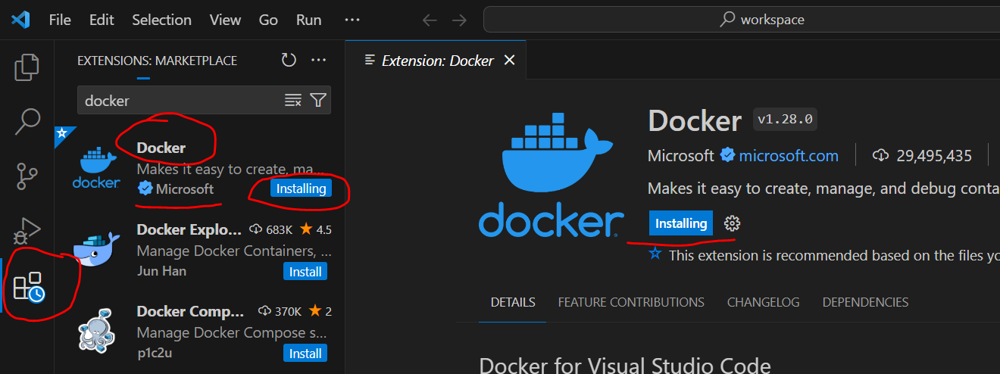 File Edit Selection View Go Run ···
workspace
EXTENSIONS: MARKETPLACE
docker
Docker
Makes it easy to create, ma...
Microsoft
Installing
docker
Docker Explo... 683K 4.5
Manage Docker Containers, ...
Jun Han
Install
Docker Comp... 370K 2
Manage Docker Compose s...
p1c2u
Install
Extension: Docker
docker
Docker v1.28.0
Microsoft microsoft.com 29,495,435
Makes it easy to create, manage, and debug conta
Installing
This extension is recommended based on the files yo
DETAILS FEATURE CONTRIBUTIONS CHANGELOG DEPENDENCIES
Docker for Visual Studio Code